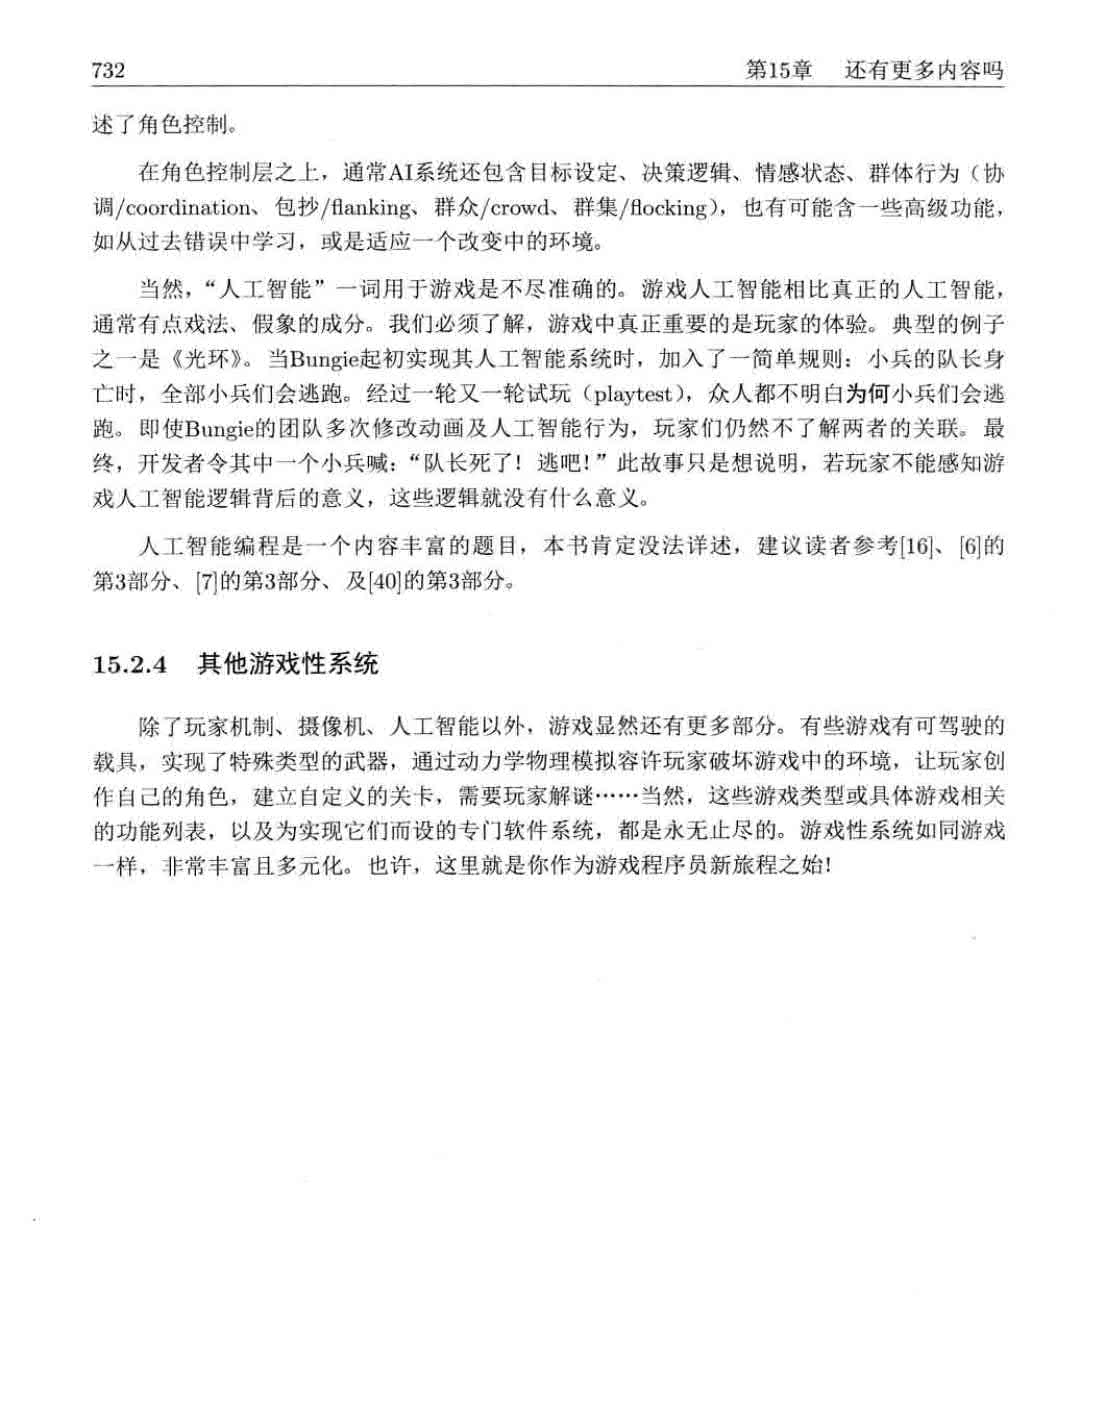 732 第15章 还有更多内容吗
述了角色控制。
在角色控制层之上，通常AI系统还包含目标设定、决策逻辑、情感状态、群体行为（协
调/coordination、包抄/flanking、群众/crowd、群集/flocking），也有可能含一些高级功能，
如从过去错误中学习，或是适应一个改变中的环境。
当然，“人工智能”一词用于游戏是不尽准确的。游戏人工智能相比真正的人工智能，
通常有点戏法、假象的成分。我们必须了解，游戏中真正重要的是玩家的体验。典型的例子
之一是《光环》。当Bungie起初实现其人工智能系统时，加入了一简单规则：小兵的队长身
亡时，全部小兵们会逃跑。经过一轮又一轮试玩（playtest），众人都不明白为何小兵们会逃
跑。即使Bungie的团队多次修改动画及人工智能行为，玩家们仍然不了解两者的关联。最
终，开发者令其中一个小兵喊：“队长死了！逃吧！”此故事只是想说明，若玩家不能感知游
戏人工智能逻辑背后的意义，这些逻辑就没有什么意义。
人工智能编程是一个内容丰富的题目，本书肯定没法详述，建议读者参考[16]、[6]的
第3部分、[7]的第3部分、及[40]的第3部分。
15.2.4 其他游戏性系统
除了玩家机制、摄像机、人工智能以外，游戏显然还有更多部分。有些游戏有可驾驶的
载具，实现了特殊类型的武器，通过动力学物理模拟容许玩家破坏游戏中的环境，让玩家创
作自己的角色，建立自定义的关卡，需要玩家解谜……当然，这些游戏类型或具体游戏相关
的功能列表，以及为实现它们而设的专门软件系统，都是永无止尽的。游戏性系统如同游戏
一样，非常丰富且多元化。也许，这里就是你作为游戏程序员新旅程之始！